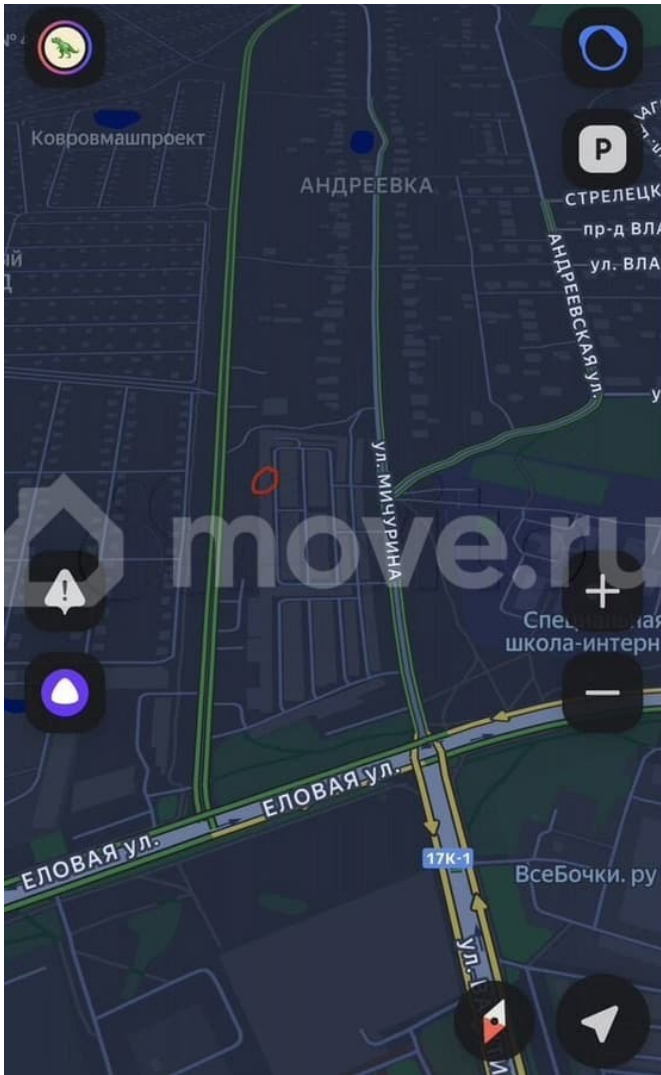 Ковровмашпроект
АНДРЕЕВКА
P
СТРЕЛЕЦК
пр-д ВЛА
ул. ВЛА
АНДРЕЕВСКАЯ ул.
ул. МИЧУРИНА
move.ru
школа-интерн
ЕЛОВАЯ ул.
ЕЛОВАЯ ул.
17К-1
ВсеБочки.ру
ул.